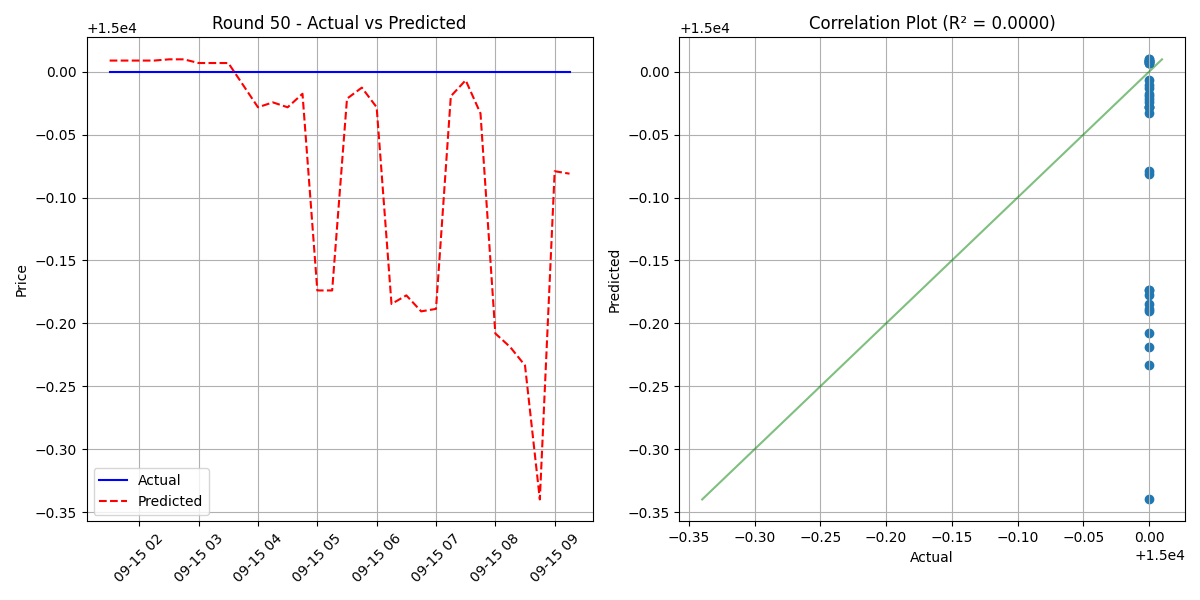 Round 50 - Actual vs Predicted
+1.5e4
0.00
−0.05
−0.10
−0.15
−0.20
−0.25
−0.30
−0.35
Price
Actual
Predicted
09-15 02
09-15 03
09-15 04
09-15 05
09-15 06
09-15 07
09-15 08
09-15 09
Correlation Plot (R² = 0.0000)
+1.5e4
0.00
−0.05
−0.10
−0.15
−0.20
−0.25
−0.30
−0.35
Predicted
−0.35 −0.30 −0.25 −0.20 −0.15 −0.10 −0.05 0.00
+1.5e4
Actual